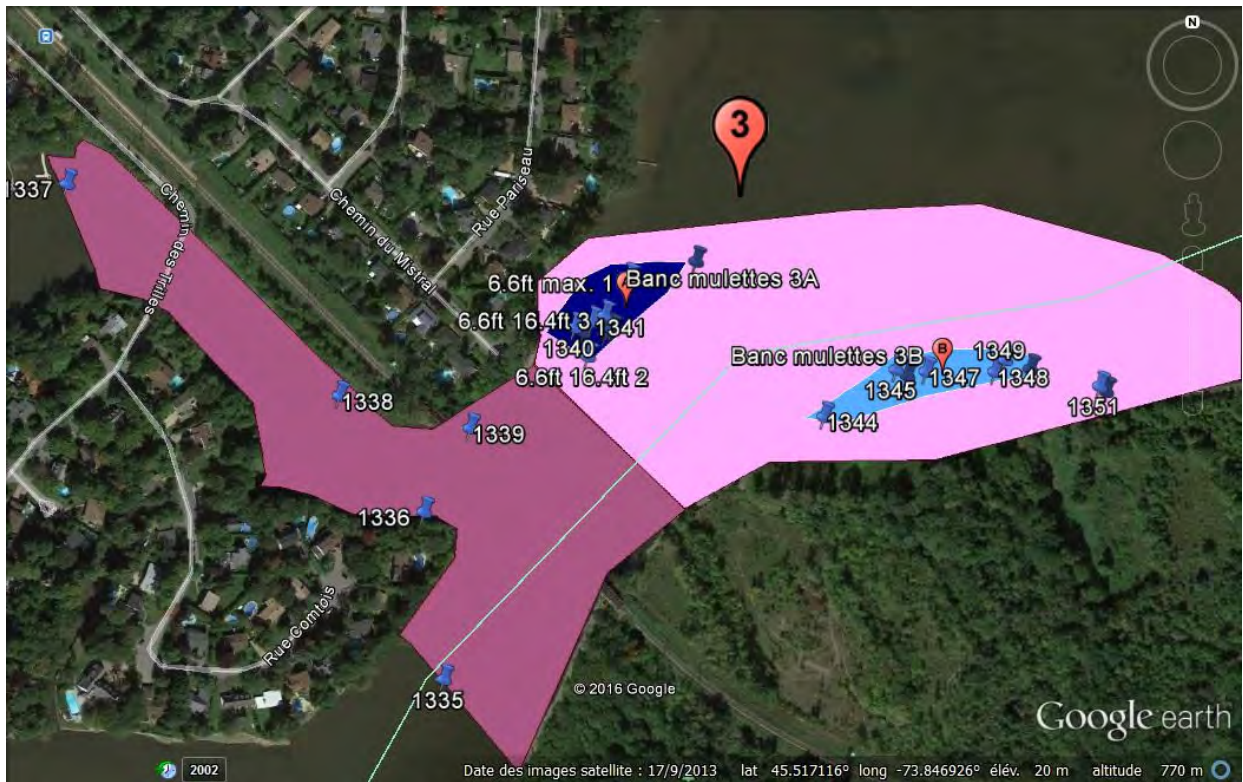 N
3
1337
Chemin des Trilles
Chemin du Mistral
Rue Pariseau
6.6ft max. 1
Banc mulettes 3A
6.6ft 16.4ft 3
1341
1340
6.6ft 16.4ft 2
Banc mulettes 3B
B
1349
1345
1347
1348
1344
1351
1338
1339
1336
Rue Comtois
1335
© 2016 Google
Google earth
2002
Date des images satellite : 17/9/2013 lat 45.517116° long -73.846926° élév. 20 m altitude 770 m